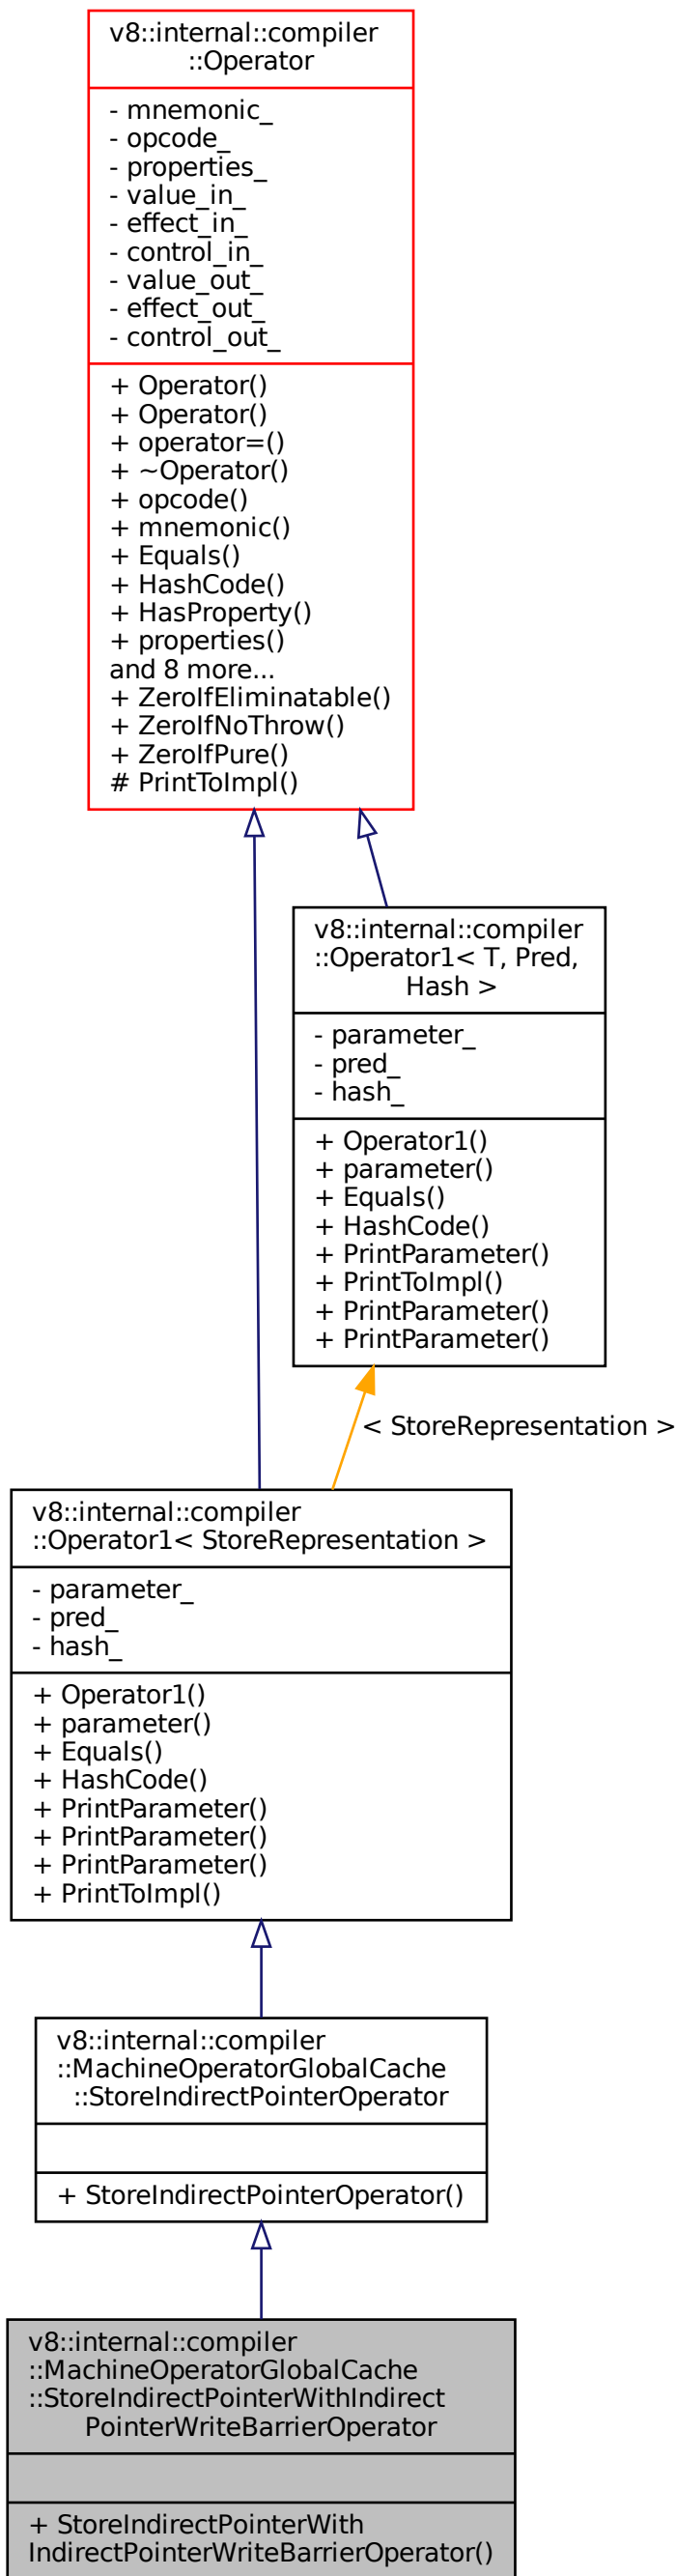 v8::internal::compiler
::Operator
- mnemonic_
- opcode_
- properties_
- value_in_
- effect_in_
- control_in_
- value_out_
- effect_out_
- control_out_
+ Operator()
+ Operator()
+ operator=()
+ ~Operator()
+ opcode()
+ mnemonic()
+ Equals()
+ HashCode()
+ HasProperty()
+ properties()
and 8 more...
+ ZeroIfEliminatable()
+ ZeroIfNoThrow()
+ ZeroIfPure()
# PrintToImpl()
v8::internal::compiler
::Operator1< T, Pred,
Hash >
- parameter_
- pred_
- hash_
+ Operator1()
+ parameter()
+ Equals()
+ HashCode()
+ PrintParameter()
+ PrintToImpl()
+ PrintParameter()
+ PrintParameter()
< StoreRepresentation >
v8::internal::compiler
::Operator1< StoreRepresentation >
- parameter_
- pred_
- hash_
+ Operator1()
+ parameter()
+ Equals()
+ HashCode()
+ PrintParameter()
+ PrintParameter()
+ PrintParameter()
+ PrintToImpl()
v8::internal::compiler
::MachineOperatorGlobalCache
::StoreIndirectPointerOperator
+ StoreIndirectPointerOperator()
v8::internal::compiler
::MachineOperatorGlobalCache
::StoreIndirectPointerWithIndirect
PointerWriteBarrierOperator
+ StoreIndirectPointerWith
IndirectPointerWriteBarrierOperator()